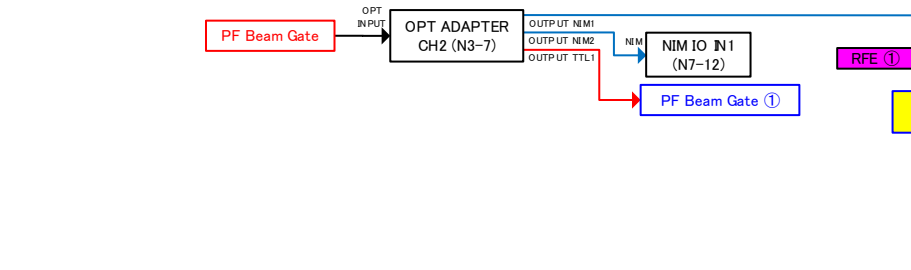 PF Beam Gate
OPT
INPUT
OPT ADAPTER
CH2 (N3-7)
OUTPUT NIM1
OUTPUT NIM2
OUTPUT TTL1
NIM
NIM IO IN1
(N7-12)
PF Beam Gate ①
RFE ①